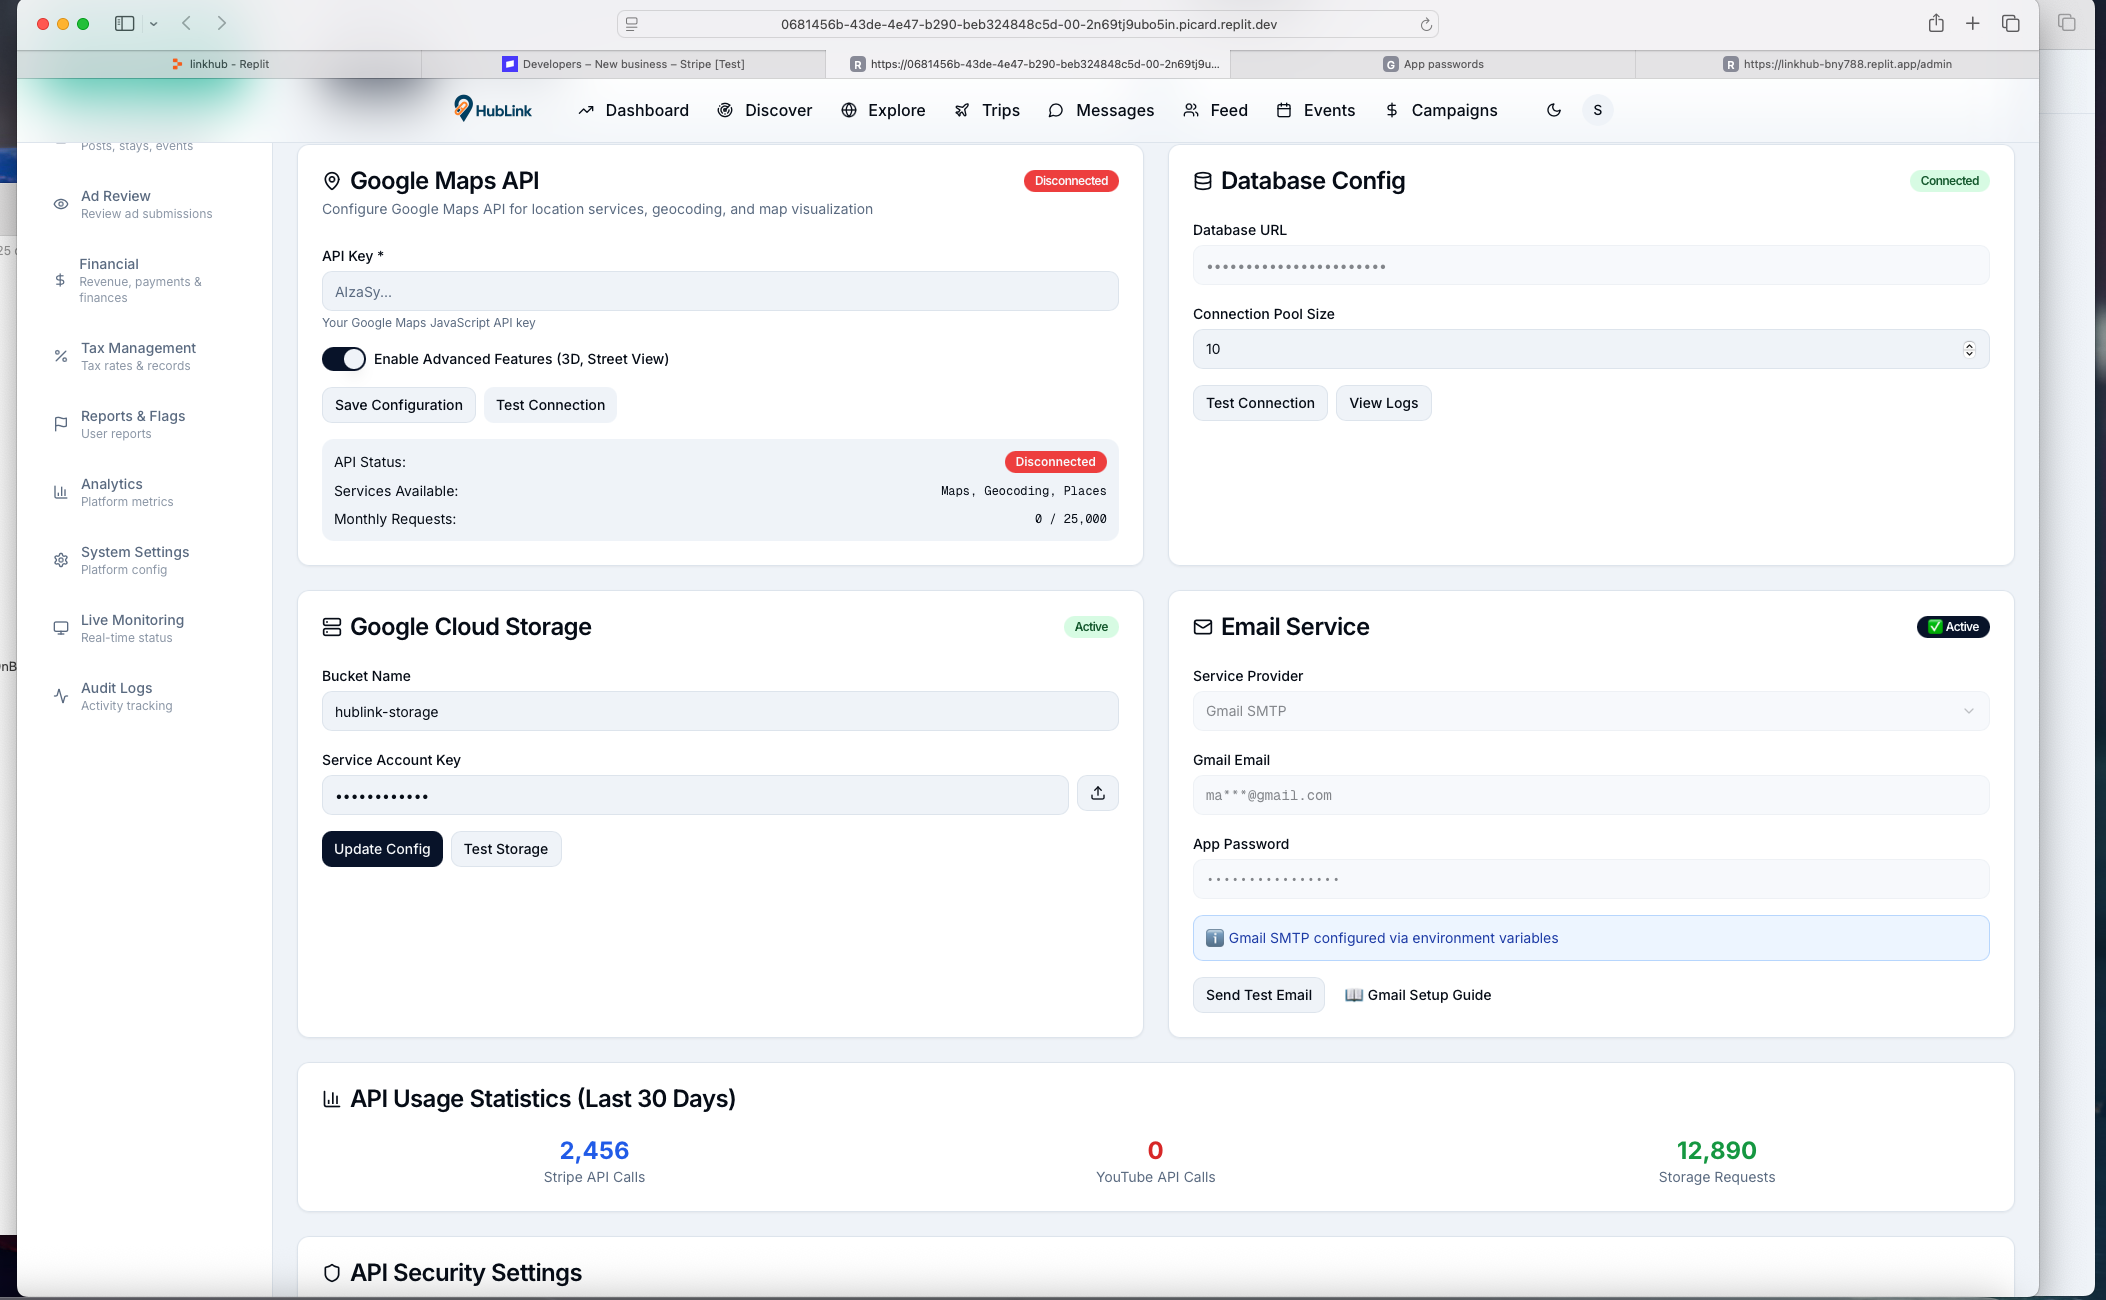 0681456b-43de-4e47-b290-beb324848c5d-00-2n69tj9ubo5in.picard.replit.dev
linkhub - Replit
Developers – New business – Stripe [Test]
R https://0681456b-43de-4e47-b290-beb324848c5d-00-2n69tj9u...
G App passwords
R https://linkhub-bny788.replit.app/admin
HubLink
Dashboard
Discover
Explore
Trips
Messages
Feed
Events
Campaigns
S
Posts, stays, events
Ad Review
Review ad submissions
Financial
Revenue, payments &
finances
Tax Management
Tax rates & records
Reports & Flags
User reports
Analytics
Platform metrics
System Settings
Platform config
Live Monitoring
Real-time status
Audit Logs
Activity tracking
Google Maps API
Disconnected
Configure Google Maps API for location services, geocoding, and map visualization
API Key *
AIzaSy...
Your Google Maps JavaScript API key
Enable Advanced Features (3D, Street View)
Save Configuration
Test Connection
API Status:
Disconnected
Services Available:
Maps, Geocoding, Places
Monthly Requests:
0 / 25,000
Database Config
Connected
Database URL
•••••••••••••••••••••••
Connection Pool Size
10
Test Connection
View Logs
Google Cloud Storage
Active
Bucket Name
hublink-storage
Service Account Key
••••••••••••
Update Config
Test Storage
Email Service
✅ Active
Service Provider
Gmail SMTP
Gmail Email
ma***@gmail.com
App Password
••••••••••••••••
ℹ️ Gmail SMTP configured via environment variables
Send Test Email
📖 Gmail Setup Guide
API Usage Statistics (Last 30 Days)
2,456
Stripe API Calls
0
YouTube API Calls
12,890
Storage Requests
API Security Settings